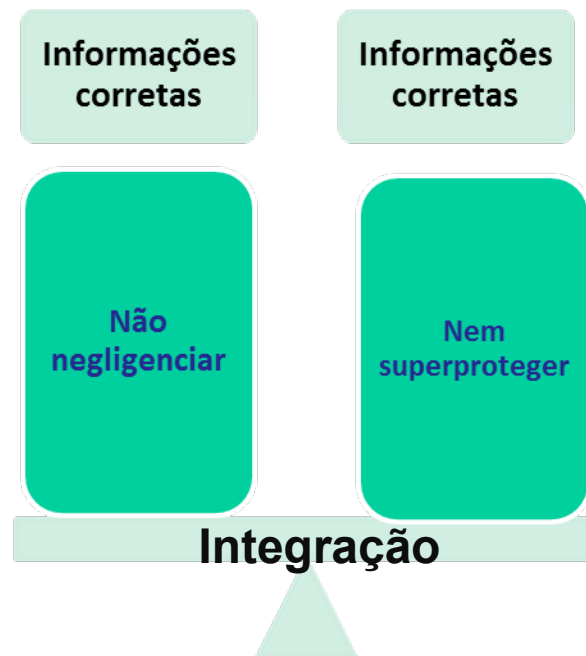 Informações
corretas
Informações
corretas
Não
negligenciar
Nem
superproteger
Integração